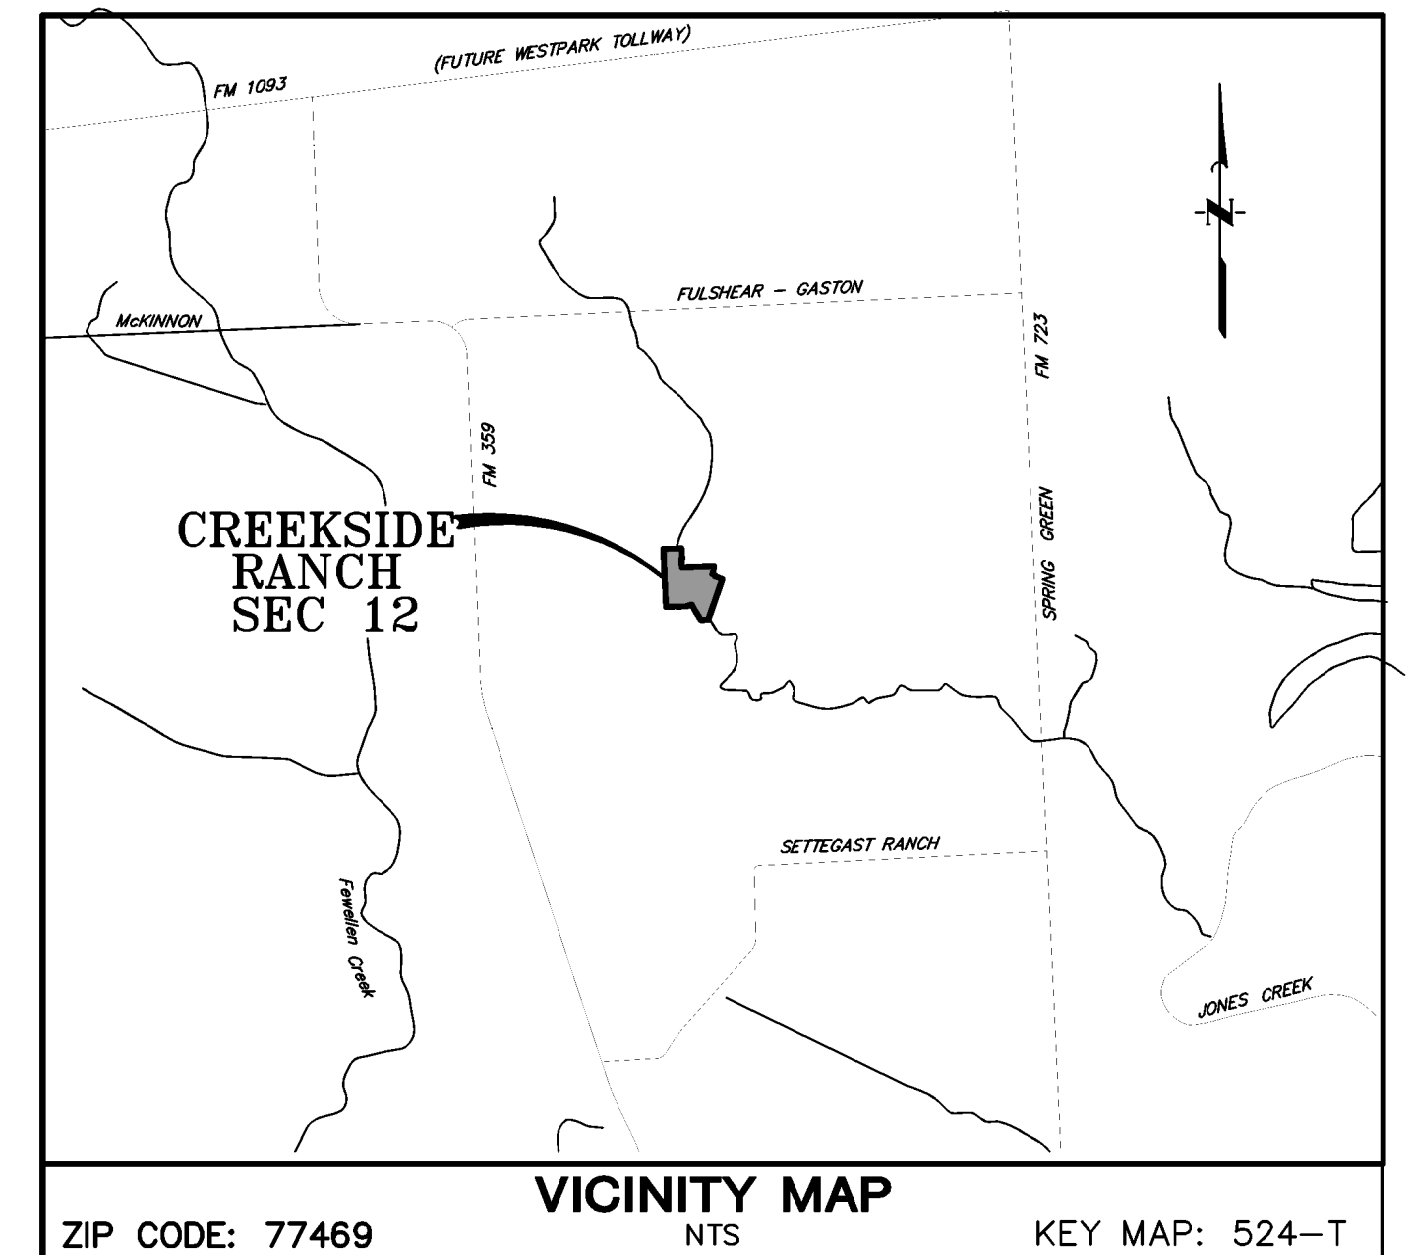 (FUTURE WESTPARK TOLLWAY)
FM 1093
N
FULSHEAR - GASTON
McKINNON
FM 723
FM 359
CREEKSIDE
RANCH
SEC 12
SPRING GREEN
SETTEGAST RANCH
Fewellen Creek
JONES CREEK
VICINITY MAP
NTS
ZIP CODE: 77469
KEY MAP: 524-T